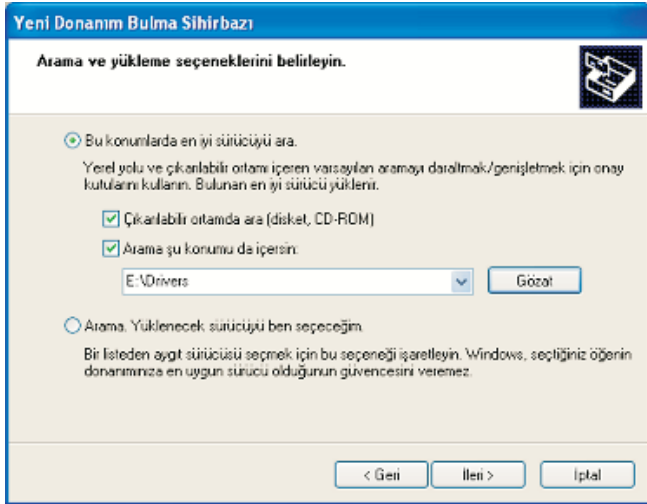 Yeni Donanım Bulma Sihirbazı
Arama ve yükleme seçeneklerini belirleyin.
Bu konumlarda en iyi sürücüyü ara.
Yerel yolu ve çıkarılabilir ortamı içeren varsayılan aramayı daraltmak/genişletmek için onay
kutularını kullanın. Bulunan en iyi sürücü yüklenir.
Çıkarılabilir ortamda ara (disket, CD-ROM)
Arama şu konumu da içersin:
E:\Drivers
Gözat
Arama. Yüklenecek sürücüyü ben seçeceğim.
Bir listeden aygıt sürücüsü seçmek için bu seçeneği işaretleyin. Windows, seçtiğiniz öğenin
donanımınıza en uygun sürücü olduğunun güvencesini veremez.
< Geri
İleri >
İptal